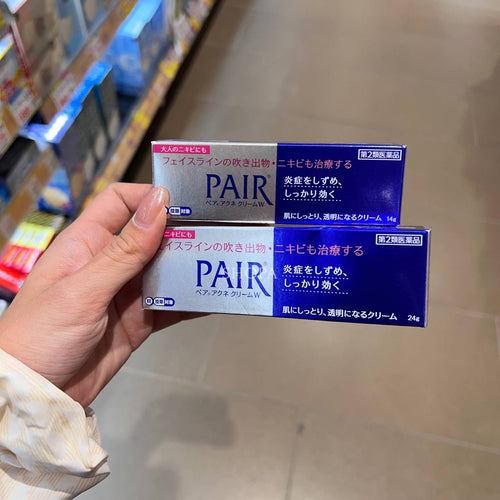 大人のニキビにも
第2類医薬品
フェイスラインの吹き出物・ニキビも治療する
PAIR®
ペア®アクネ クリームW
炎症をしずめ、
しっかり効く
肌にしっとり、透明になるクリーム 14g
ニキビにも
第2類医薬品
フェイスラインの吹き出物・ニキビも治療する
PAIR
ペア®アクネ クリームW
炎症をしずめ、
しっかり効く
肌にしっとり、透明になるクリーム
24g